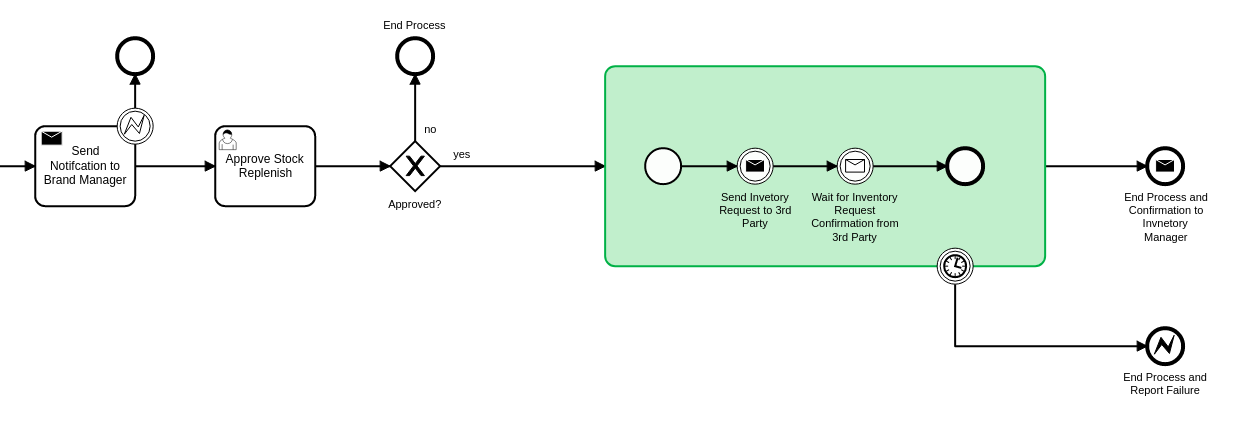 End Process
Send
Notifcation to
Brand Manager
Approve Stock
Replenish
no
yes
Approved?
Send Invetory
Request to 3rd
Party
Wait for Inventory
Request
Confirmation from
3rd Party
End Process and
Confirmation to
Invnetory
Manager
End Process and
Report Failure